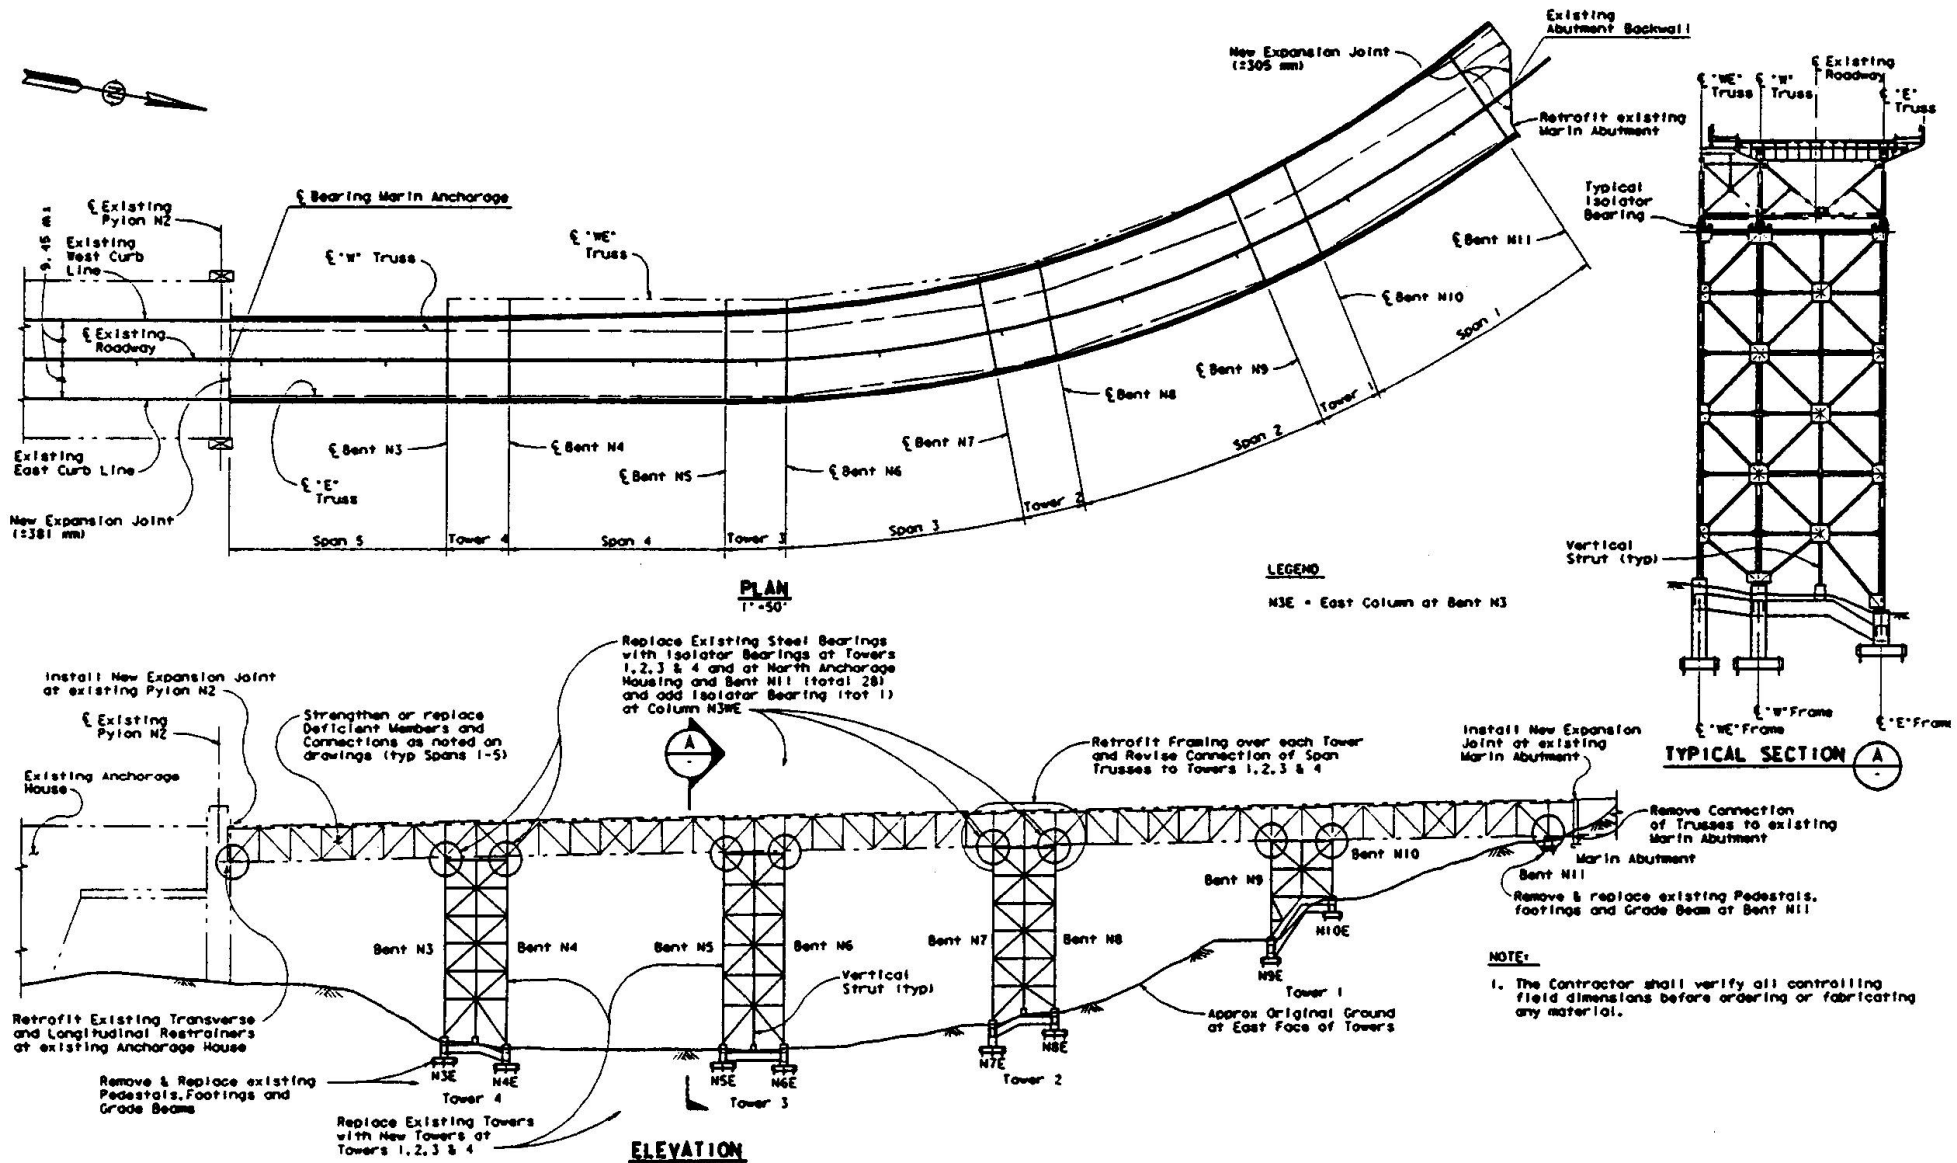 Existing
Abutment Backwall
New Expansion Joint
(±305 mm)
Retrofit existing
Marin Abutment
N
℄ Bearing Marin Anchorage
℄ Existing
Pylon N2
Existing
West Curb
Line
9.45 m±
℄ "W" Truss
℄ "WE"
Truss
℄ Existing
Roadway
Existing
East Curb Line
℄ "E"
Truss
New Expansion Joint
(±381 mm)
℄ Bent N3
℄ Bent N4
℄ Bent N5
℄ Bent N6
℄ Bent N7
℄ Bent N8
℄ Bent N9
℄ Bent N10
℄ Bent N11
Span 5
Tower 4
Span 4
Tower 3
Span 3
Tower 2
Span 2
Tower 1
Span 1
PLAN
1"=50'
LEGEND
N3E = East Column at Bent N3
℄ "WE"
Truss
℄ "W"
Truss
℄ Existing
Roadway
℄ "E"
Truss
Typical
Isolator
Bearing
Vertical
Strut (typ)
℄ "WE" Frame
℄ "W" Frame
℄ "E" Frame
TYPICAL SECTION
A
-
Install New Expansion Joint
at existing Pylon N2
℄ Existing
Pylon N2
Existing Anchorage
House
Strengthen or replace
Deficient Members and
Connections as noted on
drawings (typ Spans 1-5)
Replace Existing Steel Bearings
with Isolator Bearings at Towers
1,2,3 & 4 and at North Anchorage
Housing and Bent N11 (total 28)
and add Isolator Bearing (tot 1)
at Column N3WE
A
-
Retrofit Framing over each Tower
and Revise Connection of Span
Trusses to Towers 1,2,3 & 4
Install New Expansion
Joint at existing
Marin Abutment
Remove Connection
of Trusses to existing
Marin Abutment
Marin Abutment
Bent N3
Bent N4
Bent N5
Bent N6
Bent N7
Bent N8
Bent N9
Bent N10
Bent N11
Remove & replace existing Pedestals,
footings and Grade Beam at Bent N11
Vertical
Strut (typ)
Retrofit Existing Transverse
and Longitudinal Restrainers
at existing Anchorage House
Remove & Replace existing
Pedestals, Footings and
Grade Beams
N3E
N4E
Tower 4
N5E
N6E
Tower 3
N7E
N8E
Tower 2
N9E
N10E
Tower 1
Approx Original Ground
at East Face of Towers
Replace Existing Towers
with New Towers at
Towers 1,2,3 & 4
ELEVATION
NOTE:
1. The Contractor shall verify all controlling
field dimensions before ordering or fabricating
any material.